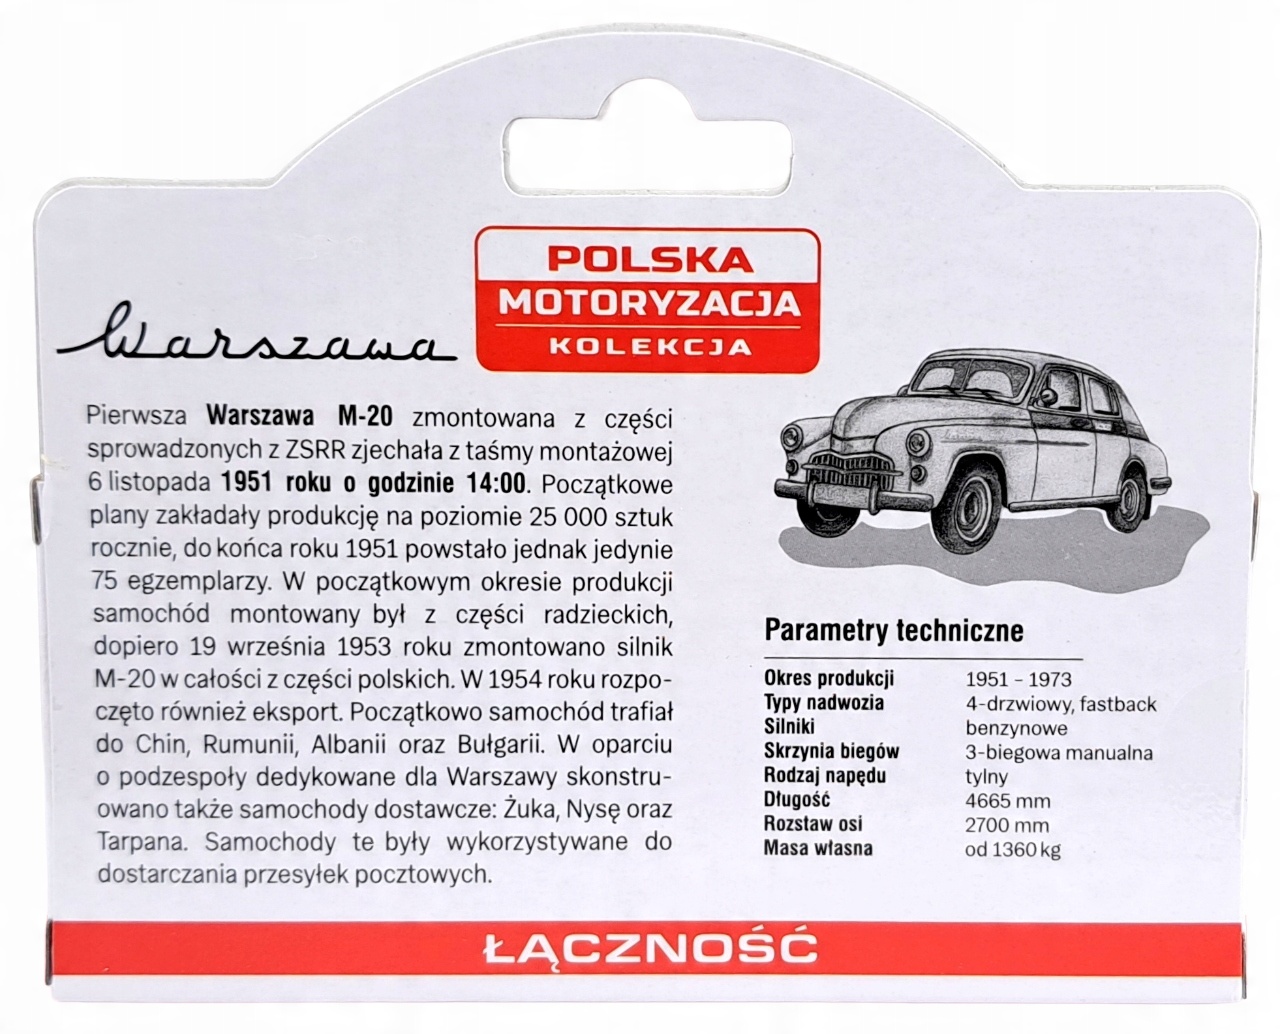 POLSKA
MOTORYZACJA
KOLEKCJA
Warszawa
Pierwsza Warszawa M-20 zmontowana z części
sprowadzonych z ZSRR zjechała z taśmy montażowej
6 listopada 1951 roku o godzinie 14:00. Początkowe
plany zakładały produkcję na poziomie 25 000 sztuk
rocznie, do końca roku 1951 powstało jednak jedynie
75 egzemplarzy. W początkowym okresie produkcji
samochód montowany był z części radzieckich,
dopiero 19 września 1953 roku zmontowano silnik
M-20 w całości z części polskich. W 1954 roku rozpo-
częto również eksport. Początkowo samochód trafiał
do Chin, Rumunii, Albanii oraz Bułgarii. W oparciu
o podzespoły dedykowane dla Warszawy skonstru-
owano także samochody dostawcze: Żuka, Nysę oraz
Tarpana. Samochody te były wykorzystywane do
dostarczania przesyłek pocztowych.
Parametry techniczne
Okres produkcji 1951 - 1973
Typy nadwozia 4-drzwiowy, fastback
Silniki benzynowe
Skrzynia biegów 3-biegowa manualna
Rodzaj napędu tylny
Długość 4665 mm
Rozstaw osi 2700 mm
Masa własna od 1360 kg
ŁĄCZNOŚĆ